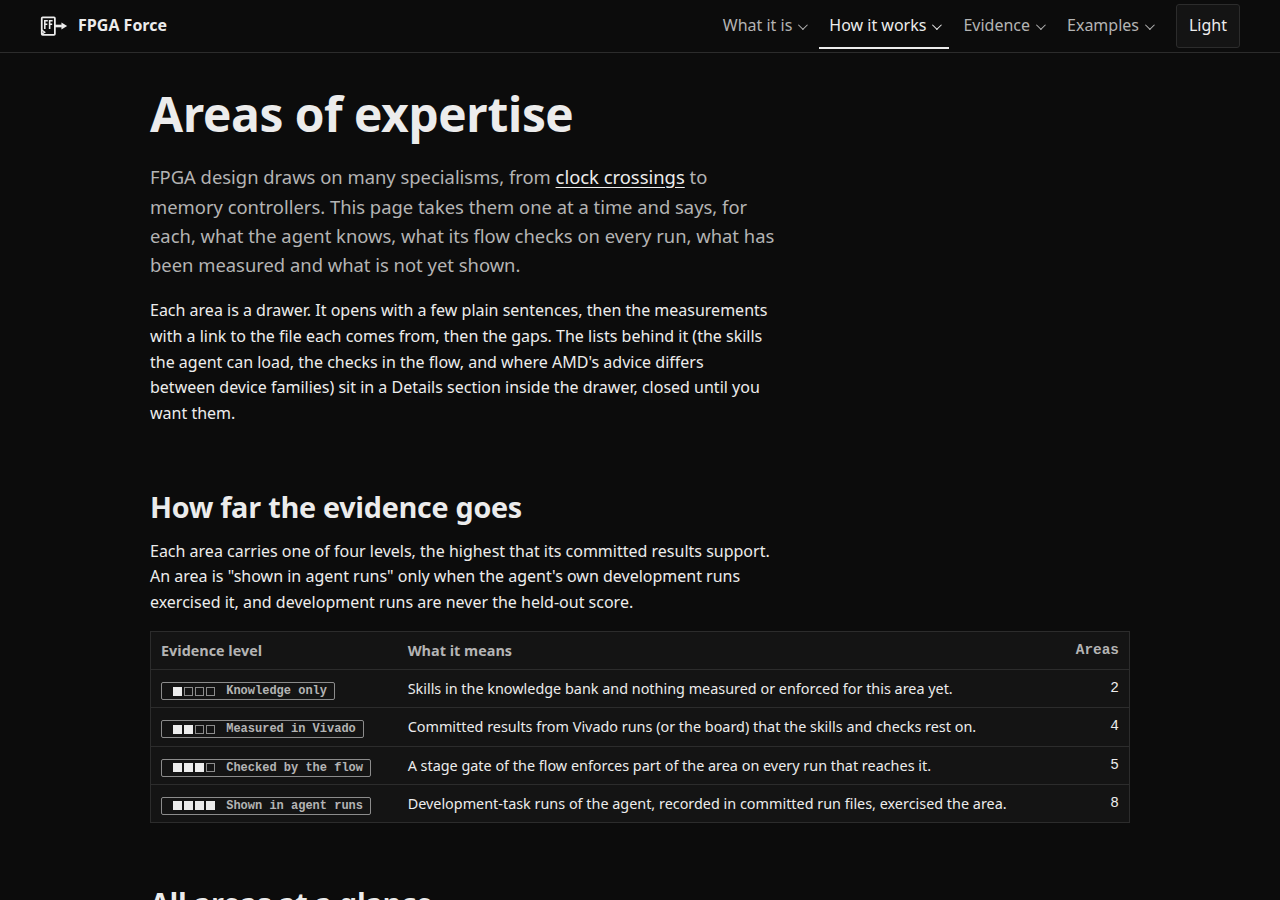 FPGA Force
What it is
How it works
Evidence
Examples
Light
Areas of expertise
FPGA design draws on many specialisms, from clock crossings to
memory controllers. This page takes them one at a time and says, for
each, what the agent knows, what its flow checks on every run, what has
been measured and what is not yet shown.
Each area is a drawer. It opens with a few plain sentences, then the measurements
with a link to the file each comes from, then the gaps. The lists behind it (the skills
the agent can load, the checks in the flow, and where AMD's advice differs
between device families) sit in a Details section inside the drawer, closed until you
want them.
How far the evidence goes
Each area carries one of four levels, the highest that its committed results support.
An area is "shown in agent runs" only when the agent's own development runs
exercised it, and development runs are never the held-out score.
Evidence level What it means Areas
Knowledge only Skills in the knowledge bank and nothing measured or enforced for this area yet. 2
Measured in Vivado Committed results from Vivado runs (or the board) that the skills and checks rest on. 4
Checked by the flow A stage gate of the flow enforces part of the area on every run that reaches it. 5
Shown in agent runs Development-task runs of the agent, recorded in committed run files, exercised the area. 8
All areas at a glance